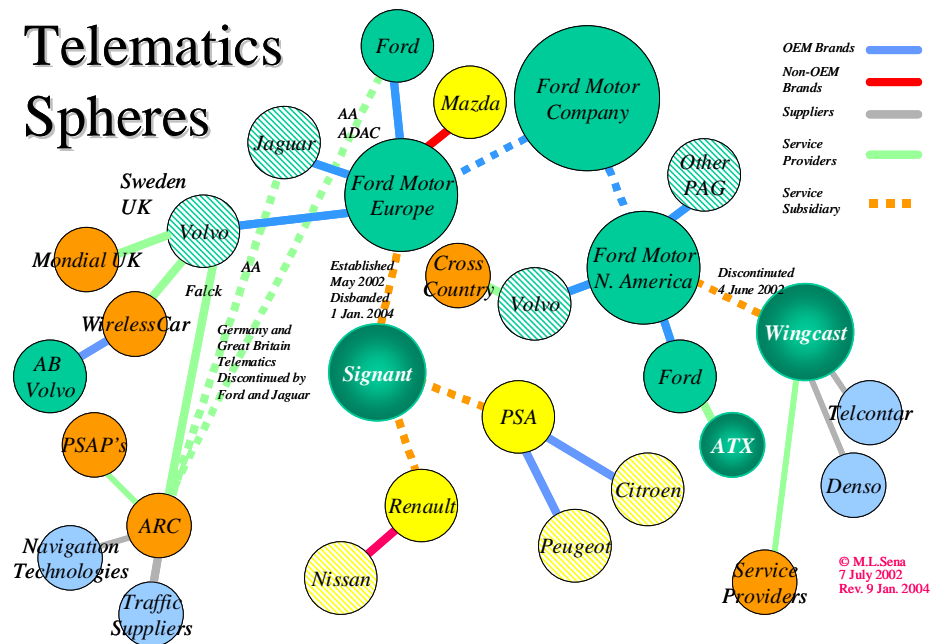 Telematics
Spheres
Ford
Mazda
Ford Motor
Company
OEM Brands
Non-OEM
Brands
Suppliers
Service
Providers
Service
Subsidiary
AA
ADAC
Jaguar
Ford Motor
Europe
Other
PAG
Sweden
UK
Volvo
Mondial UK
AA
Falck
WirelessCar
AB
Volvo
Established
May 2002
Disbanded
1 Jan. 2004
Cross
Country
Volvo
Ford Motor
N. America
Discontinuted
4 June 2002
Wingcast
Germany and
Great Britain
Telematics
Discontinued by
Ford and Jaguar
Signant
PSA
Ford
ATX
Telcontar
Denso
PSAP's
ARC
Navigation
Technologies
Traffic
Suppliers
Renault
Nissan
Citroen
Peugeot
Service
Providers
© M.L.Sena
7 July 2002
Rev. 9 Jan. 2004